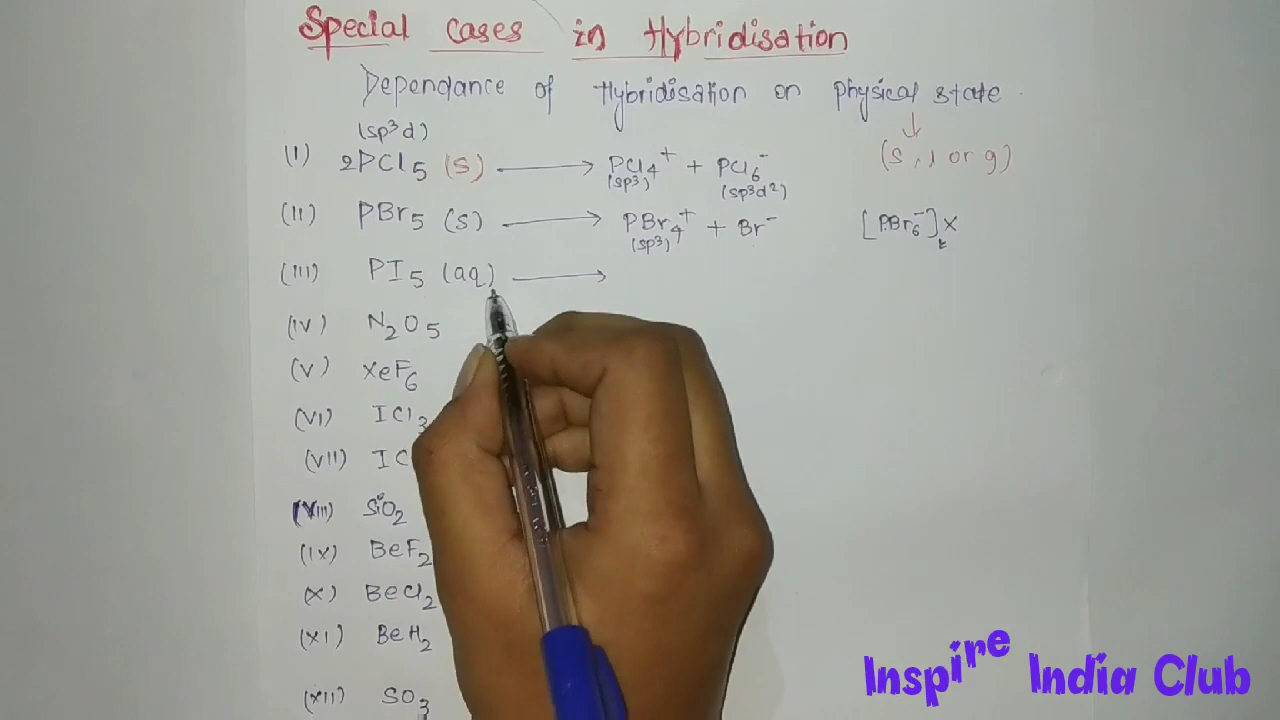 Special cases in Hybridisation
Dependance of Hybridisation on physical state
(sp³d)
(I) 2PCl₅ (s) ⟶ PCl₄⁺ + PCl₆⁻ (s, l or g)
(sp3) (sp³d²)
(II) PBr₅ (s) ⟶ PBr₄⁺ + Br⁻ [PBr₆⁻] x
(sp3)
(III) PI₅ (aq) ⟶
(IV) N₂O₅
(V) XeF₆
(VI) ICl₃
(VII) IC
(VIII) SiO₂
(IX) BeF₂
(X) BeCl₂
(XI) BeH₂
(XII) SO₃
Inspire India Club